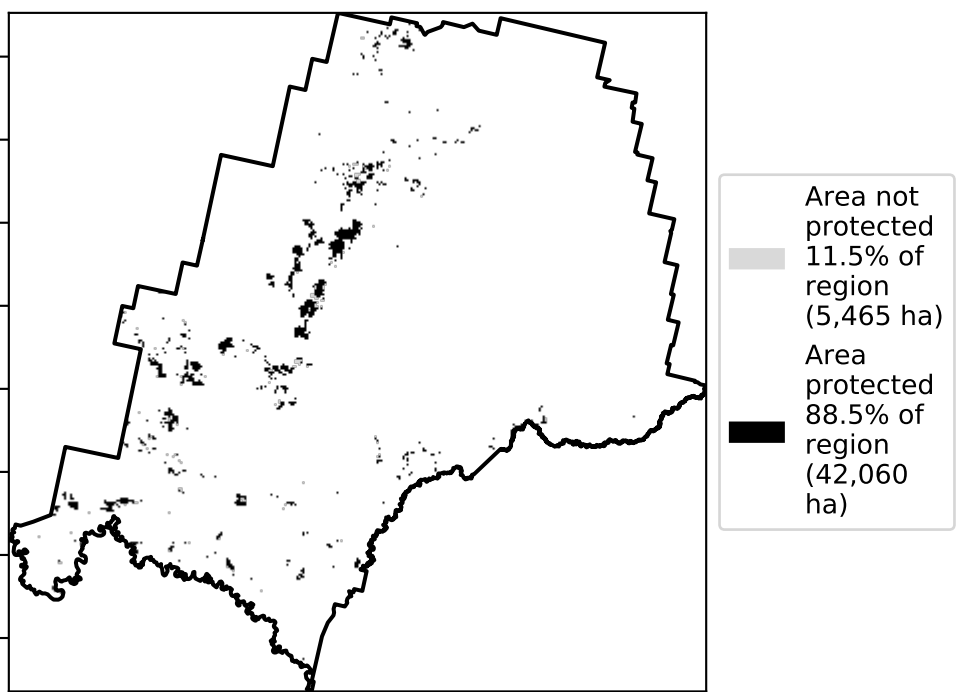 Area not
protected
11.5% of
region
(5,465 ha)
Area
protected
88.5% of
region
(42,060
ha)